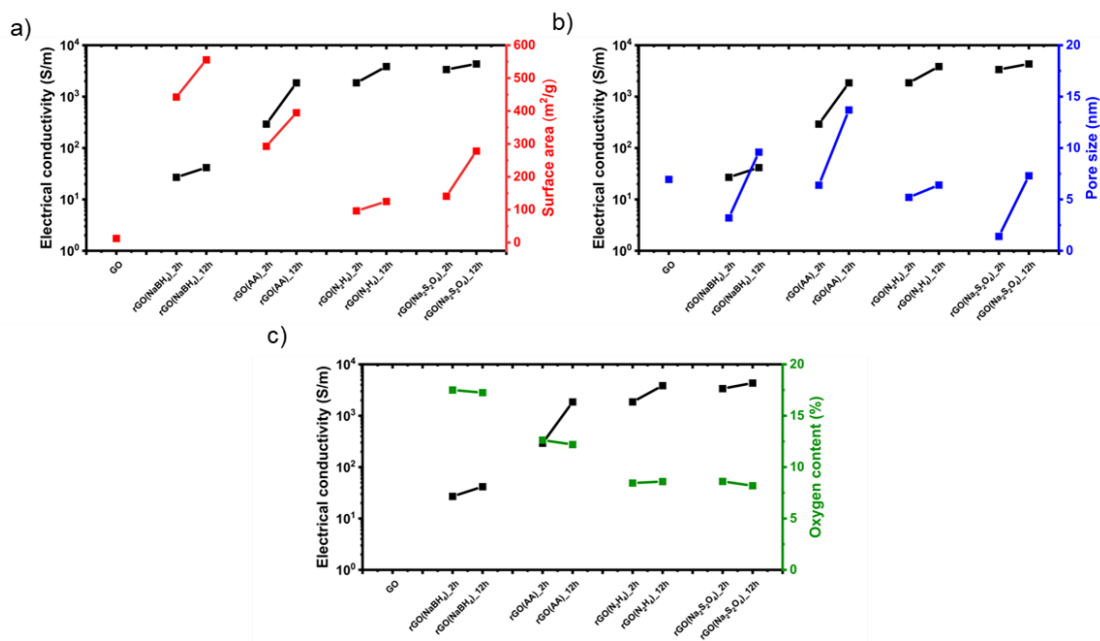 a)
Electrical conductivity (S/m)
10⁴
10³
10²
10¹
10⁰
600
500
400
300
200
100
0
Surface area (m²/g)
GO
rGO(NaBH₄)_2h
rGO(NaBH₄)_12h
rGO(AA)_2h
rGO(AA)_12h
rGO(N₂H₄)_2h
rGO(N₂H₄)_12h
rGO(Na₂S₂O₄)_2h
rGO(Na₂S₂O₄)_12h
b)
Electrical conductivity (S/m)
10⁴
10³
10²
10¹
10⁰
20
15
10
5
0
Pore size (nm)
GO
rGO(NaBH₄)_2h
rGO(NaBH₄)_12h
rGO(AA)_2h
rGO(AA)_12h
rGO(N₂H₄)_2h
rGO(N₂H₄)_12h
rGO(Na₂S₂O₄)_2h
rGO(Na₂S₂O₄)_12h
c)
Electrical conductivity (S/m)
10⁴
10³
10²
10¹
10⁰
20
15
10
5
0
Oxygen content (%)
GO
rGO(NaBH₄)_2h
rGO(NaBH₄)_12h
rGO(AA)_2h
rGO(AA)_12h
rGO(N₂H₄)_2h
rGO(N₂H₄)_12h
rGO(Na₂S₂O₄)_2h
rGO(Na₂S₂O₄)_12h